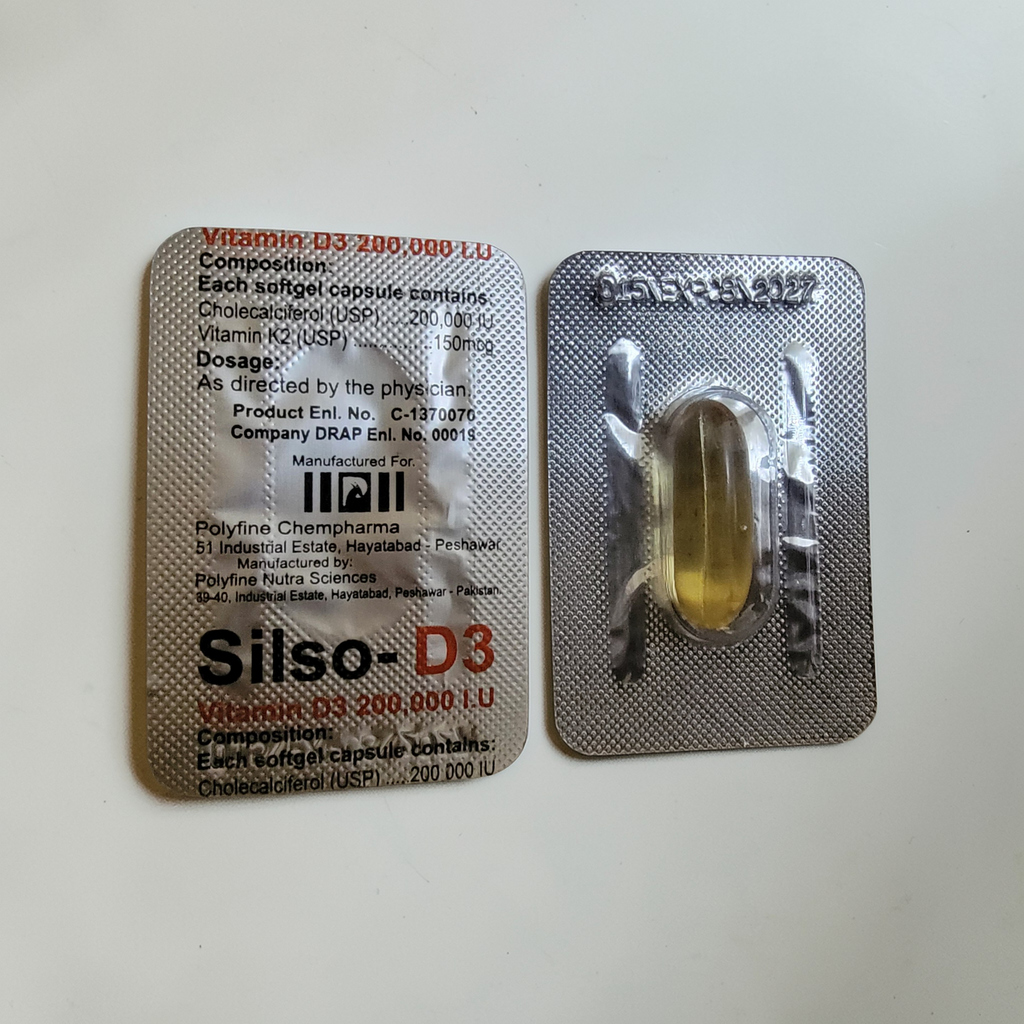 Vitamin D3 200,000 I.U
Composition:
Each softgel capsule contains:
Cholecalciferol (USP) ....200,000 IU
Vitamin K2 (USP) ..............150mcg
Dosage:
As directed by the physician.
Product Enl. No. C-1370070
Company DRAP Enl. No. 00019
Manufactured For.
Polyfine Chempharma
51 Industrial Estate, Hayatabad - Peshawar
Manufactured by:
Polyfine Nutra Sciences
39-40, Industrial Estate, Hayatabad, Peshawar - Pakistan.
Silso-D3
Vitamin D3 200,000 I.U
Composition:
Each softgel capsule contains:
Cholecalciferol (USP) ....200 000 IU
2027